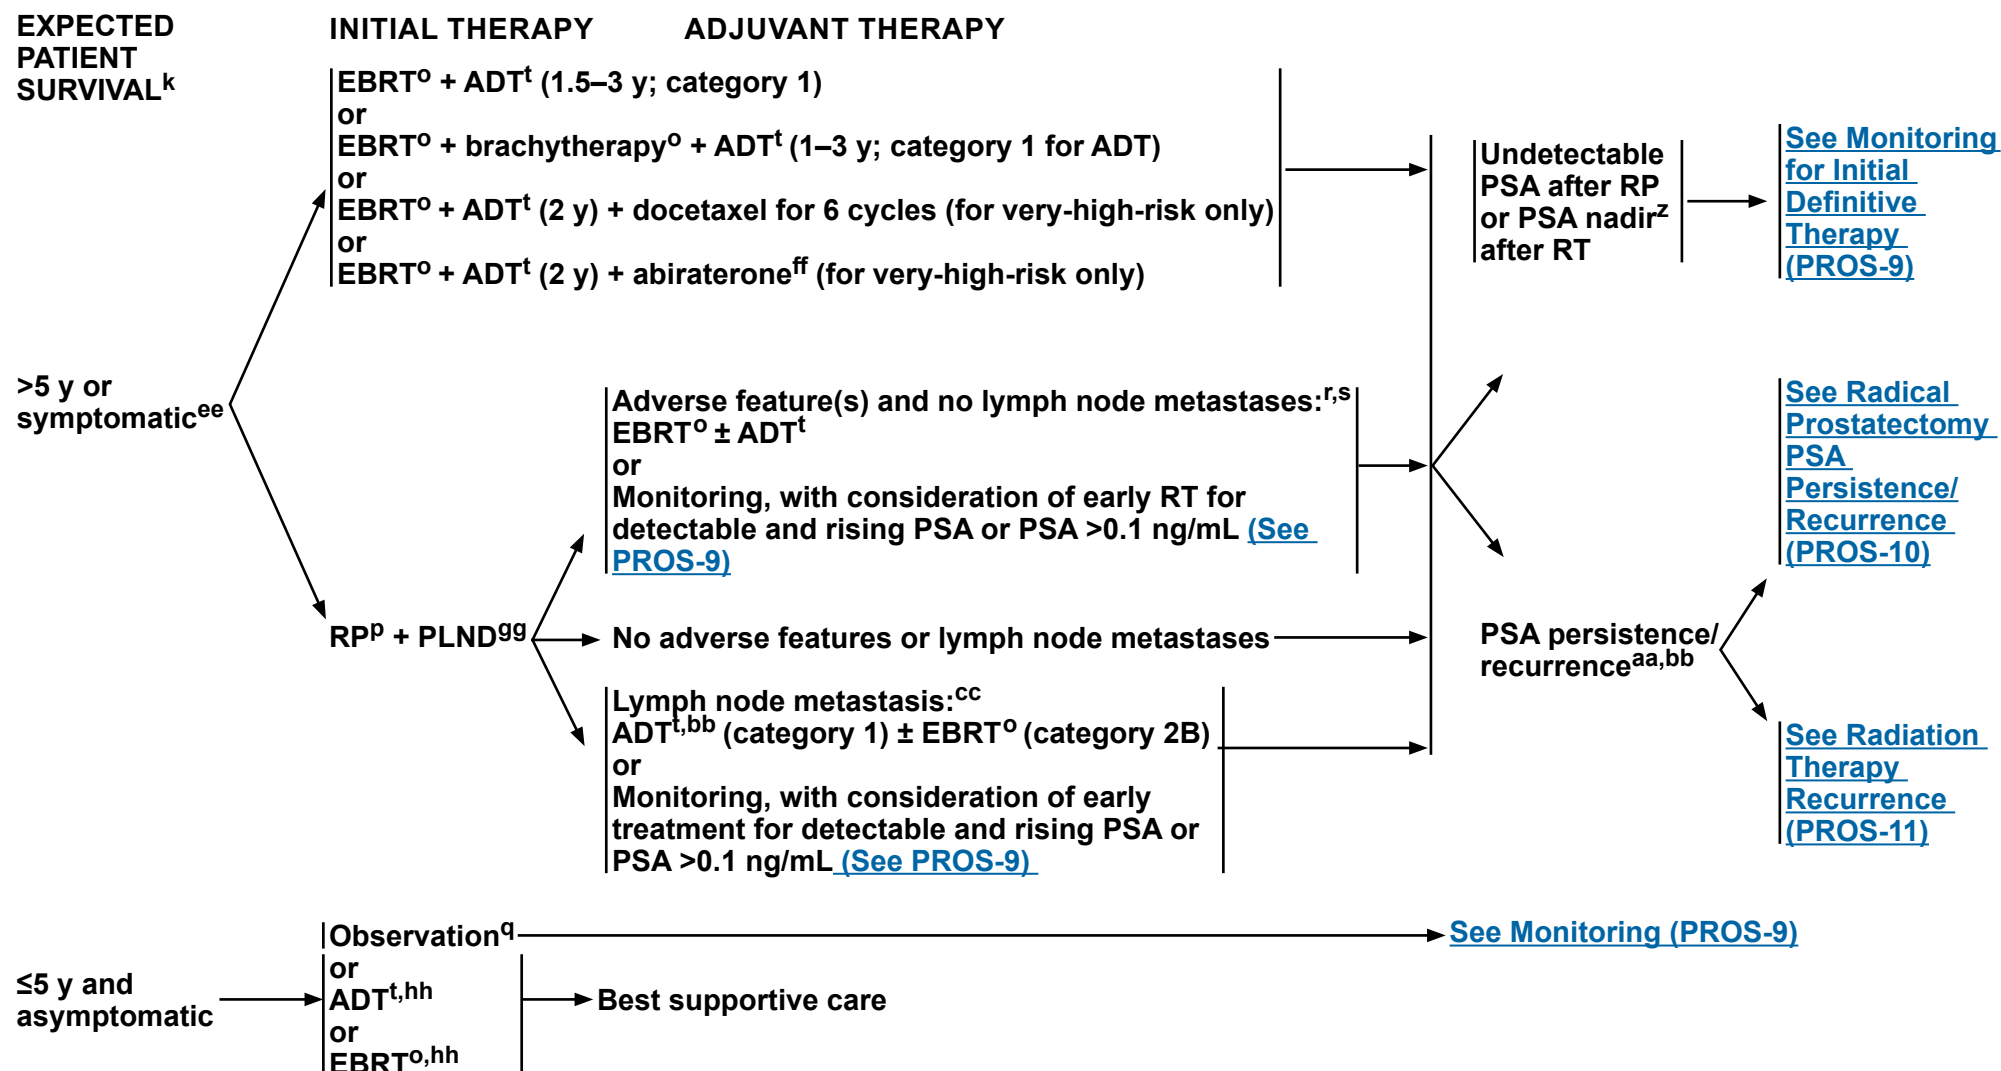 EXPECTED
PATIENT
SURVIVALk
INITIAL THERAPY
ADJUVANT THERAPY
EBRTo + ADTt (1.5–3 y; category 1)
or
EBRTo + brachytherapyo + ADTt (1–3 y; category 1 for ADT)
or
EBRTo + ADTt (2 y) + docetaxel for 6 cycles (for very-high-risk only)
or
EBRTo + ADTt (2 y) + abirateroneff (for very-high-risk only)
Undetectable
PSA after RP
or PSA nadirz
after RT
See Monitoring
for Initial
Definitive
Therapy
(PROS-9)
>5 y or
symptomaticee
Adverse feature(s) and no lymph node metastases:r,s
EBRTo ± ADTt
or
Monitoring, with consideration of early RT for
detectable and rising PSA or PSA >0.1 ng/mL (See
PROS-9)
See Radical
Prostatectomy
PSA
Persistence/
Recurrence
(PROS-10)
RPp + PLNDgg
No adverse features or lymph node metastases
PSA persistence/
recurrenceaa,bb
Lymph node metastasis:cc
ADTt,bb (category 1) ± EBRTo (category 2B)
or
Monitoring, with consideration of early
treatment for detectable and rising PSA or
PSA >0.1 ng/mL (See PROS-9)
See Radiation
Therapy
Recurrence
(PROS-11)
≤5 y and
asymptomatic
Observationq
or
ADTt,hh
or
EBRTo,hh
See Monitoring (PROS-9)
Best supportive care